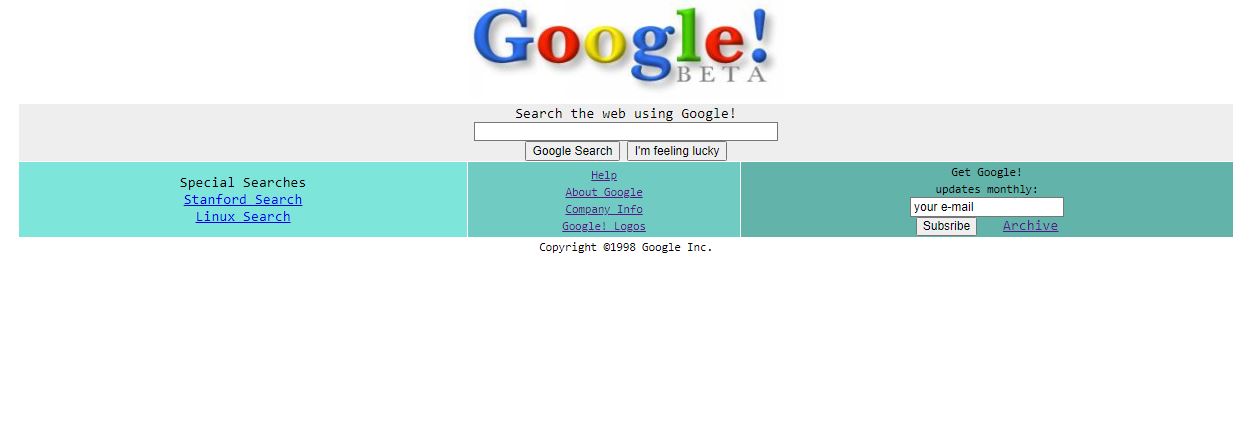 Google!
BETA
Search the web using Google!
Google Search I'm feeling lucky
Special Searches
Stanford Search
Linux Search
Help
About Google
Company Info
Google! Logos
Get Google!
updates monthly:
your e-mail
Subsribe Archive
Copyright ©1998 Google Inc.